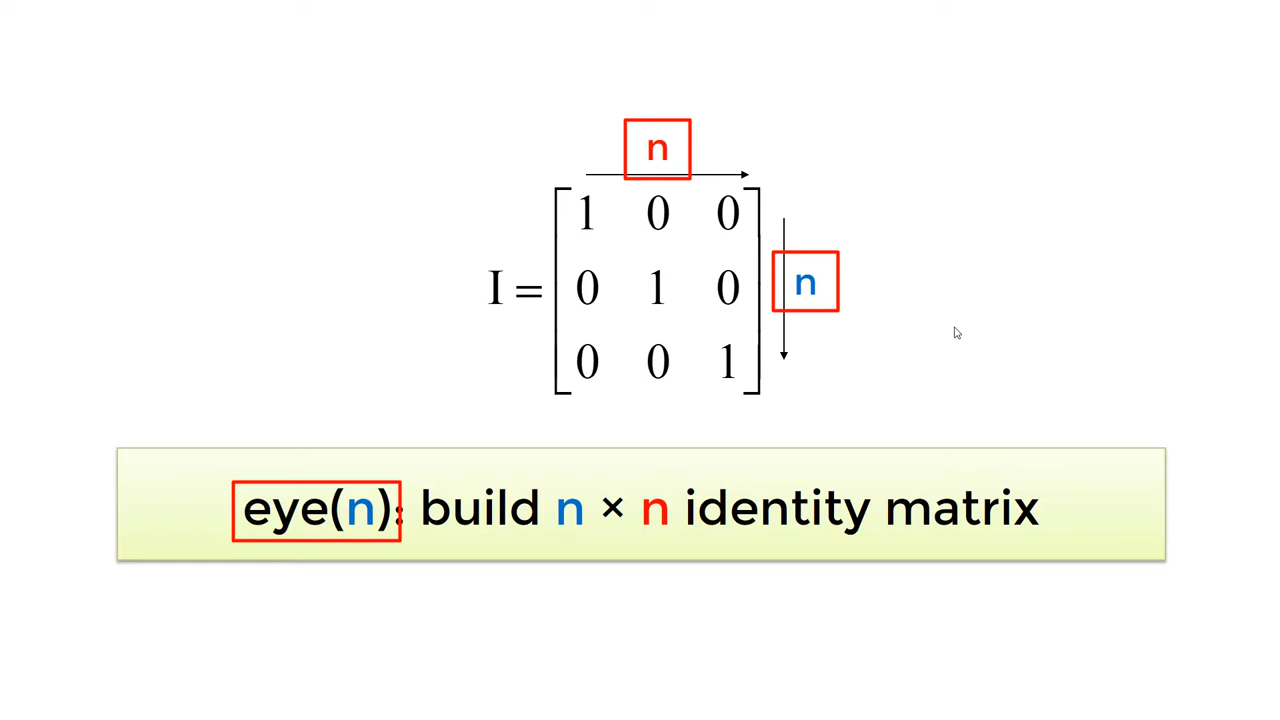 n
1 0 0
I = 0 1 0 n
0 0 1
eye(n): build n × n identity matrix